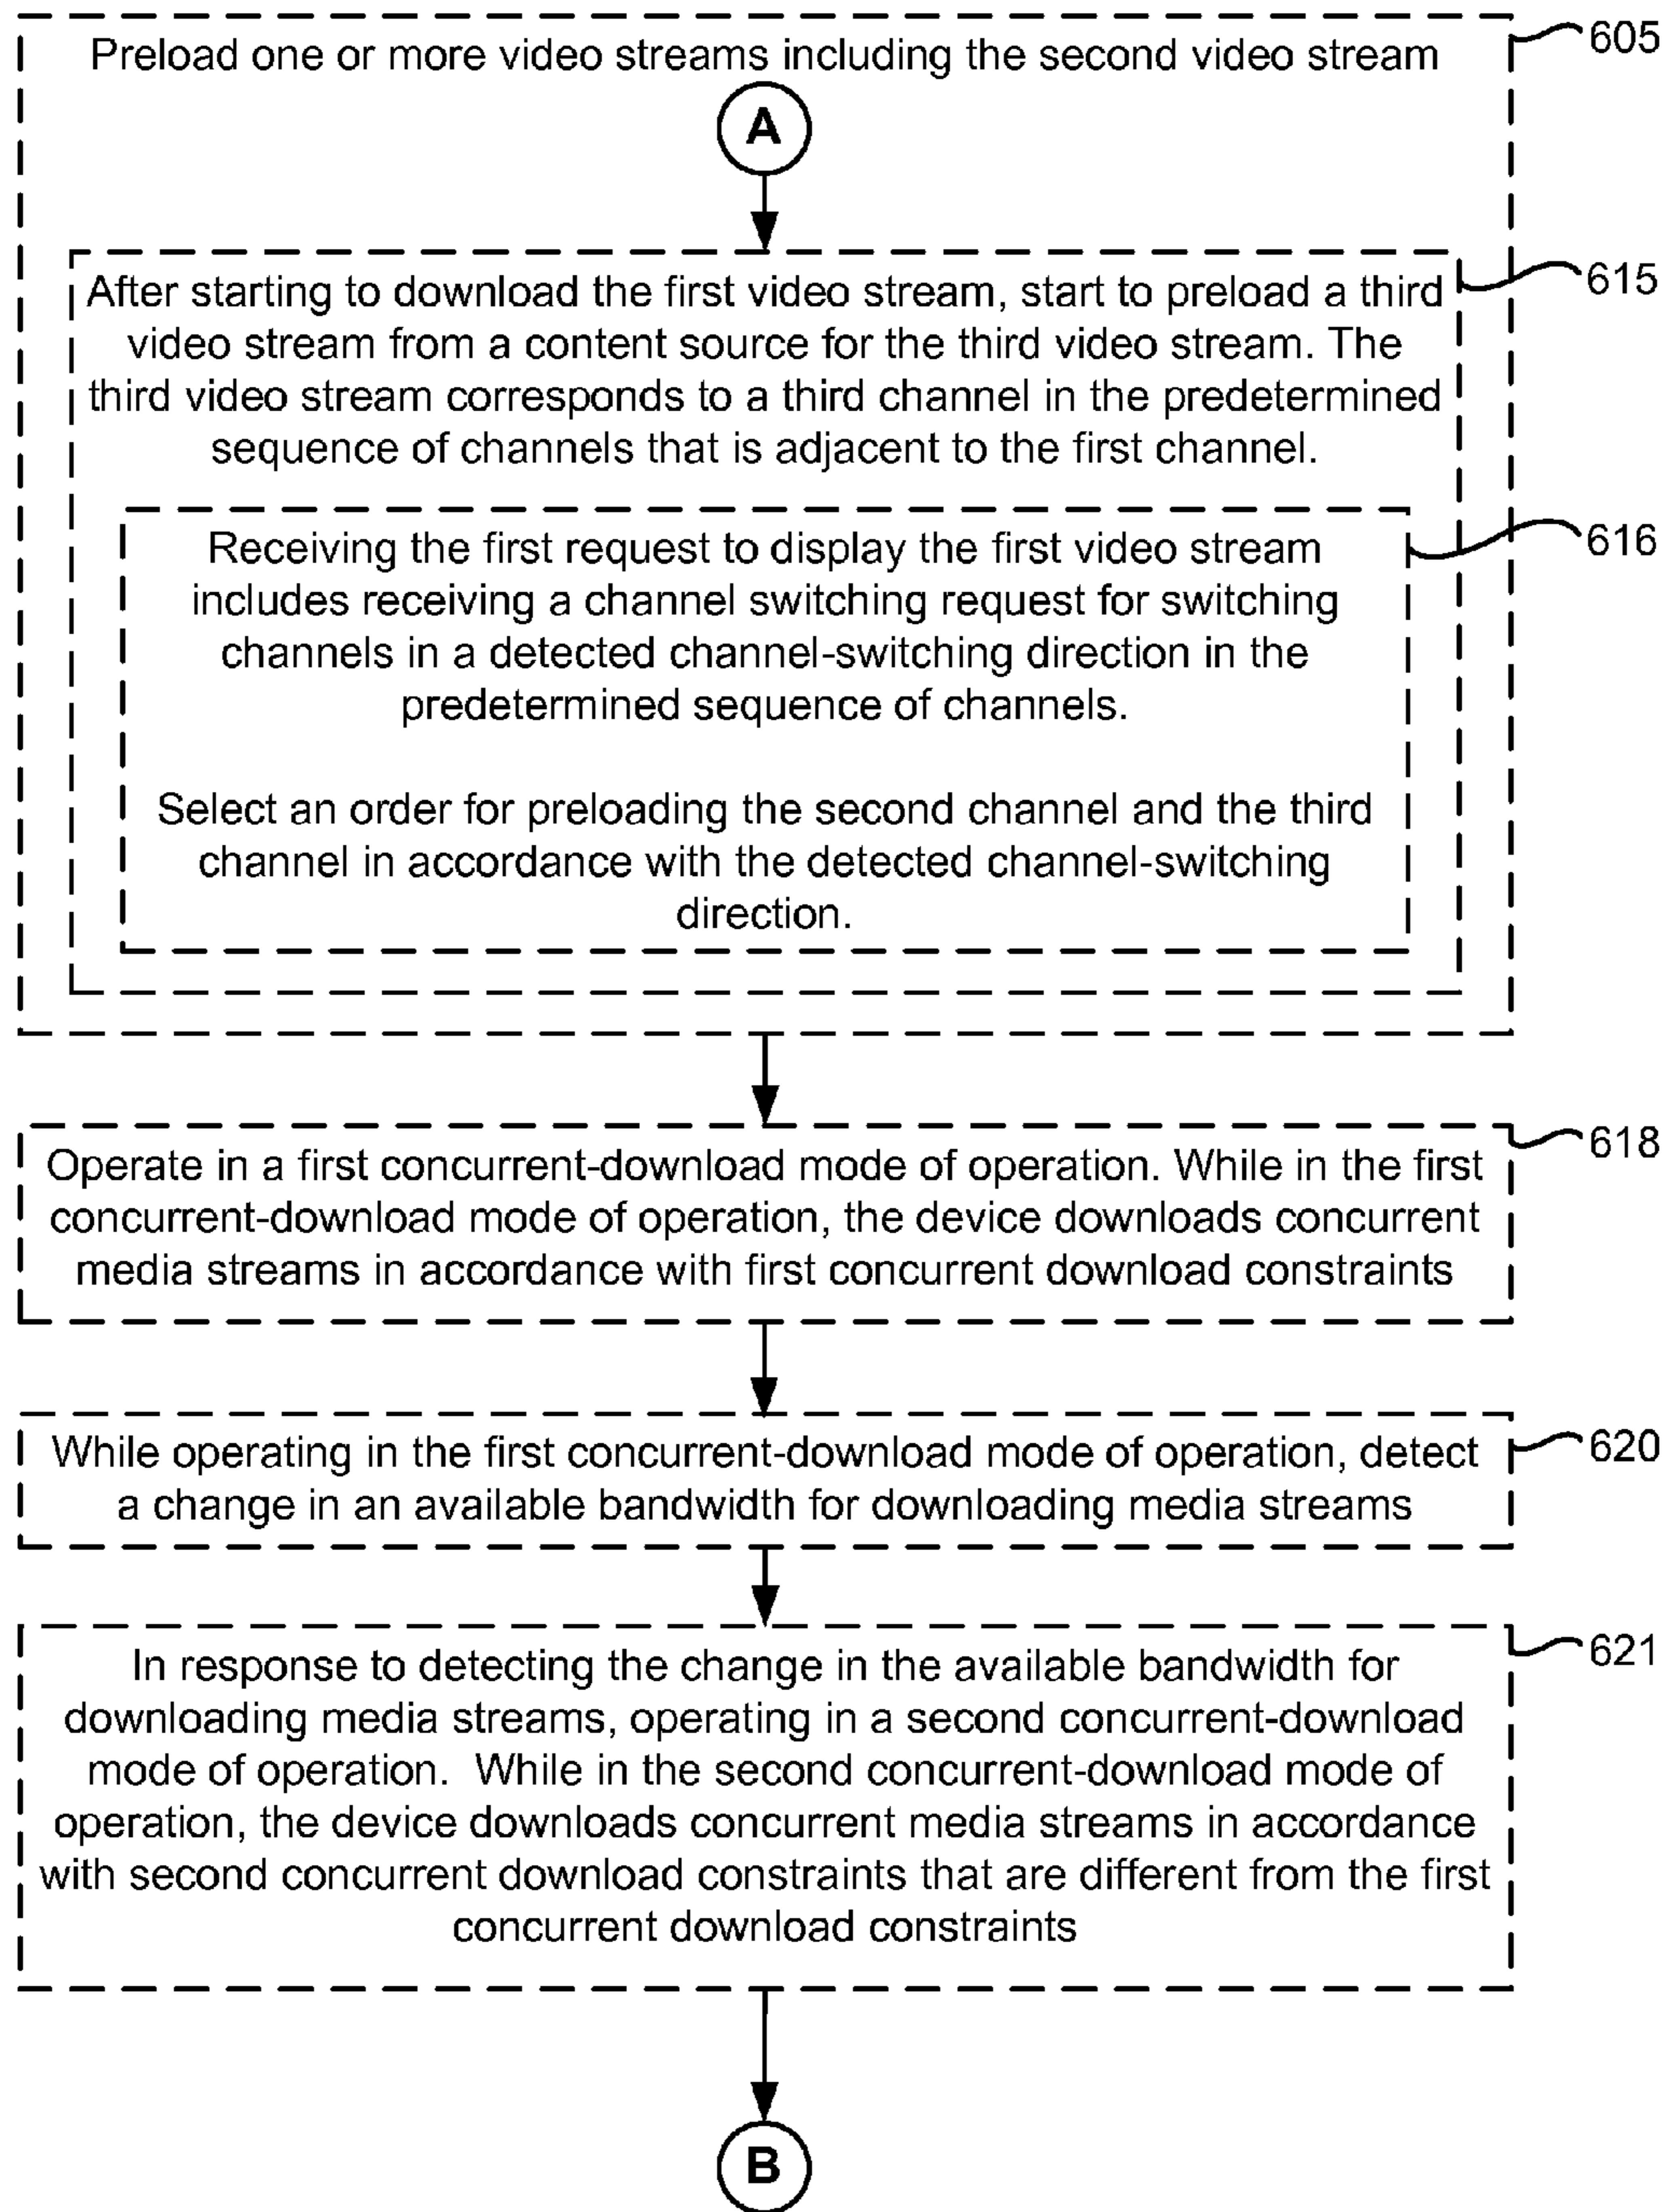 Preload one or more video streams including the second video stream
605
A
After starting to download the first video stream, start to preload a third
video stream from a content source for the third video stream. The
third video stream corresponds to a third channel in the predetermined
sequence of channels that is adjacent to the first channel.
615
Receiving the first request to display the first video stream
includes receiving a channel switching request for switching
channels in a detected channel-switching direction in the
predetermined sequence of channels.
616
Select an order for preloading the second channel and the third
channel in accordance with the detected channel-switching
direction.
Operate in a first concurrent-download mode of operation. While in the first
concurrent-download mode of operation, the device downloads concurrent
media streams in accordance with first concurrent download constraints
618
While operating in the first concurrent-download mode of operation, detect
a change in an available bandwidth for downloading media streams
620
In response to detecting the change in the available bandwidth for
downloading media streams, operating in a second concurrent-download
mode of operation.  While in the second concurrent-download mode of
operation, the device downloads concurrent media streams in accordance
with second concurrent download constraints that are different from the first
concurrent download constraints
621
B